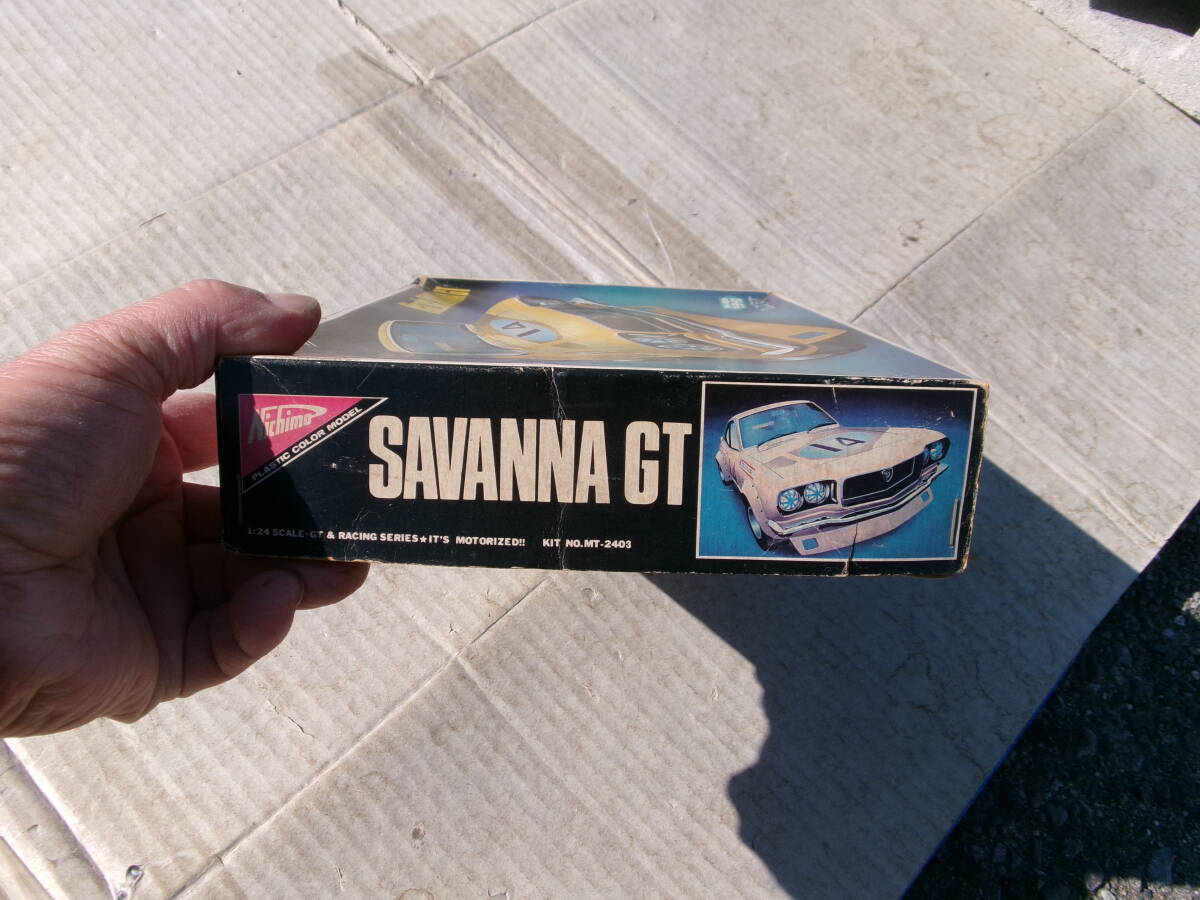 14
Nichimo
PLASTIC COLOR MODEL
SAVANNA GT
14
1:24 SCALE·GT & RACING SERIES★IT'S MOTORIZED!! KIT NO.MT-2403